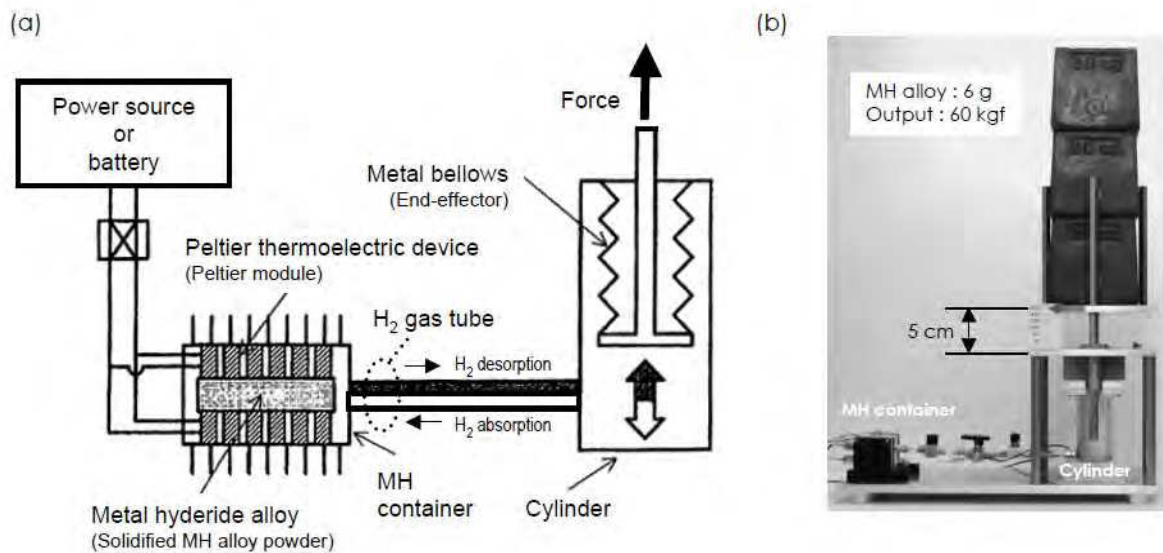 (a)
Power source
or
battery
Force
Metal bellows
(End-effector)
Peltier thermoelectric device
(Peltier module)
H2 gas tube
H2 desorption
H2 absorption
MH
container
Cylinder
Metal hyderide alloy
(Solidified MH alloy powder)
(b)
MH alloy : 6 g
Output : 60 kgf
5 cm
MH container
Cylinder